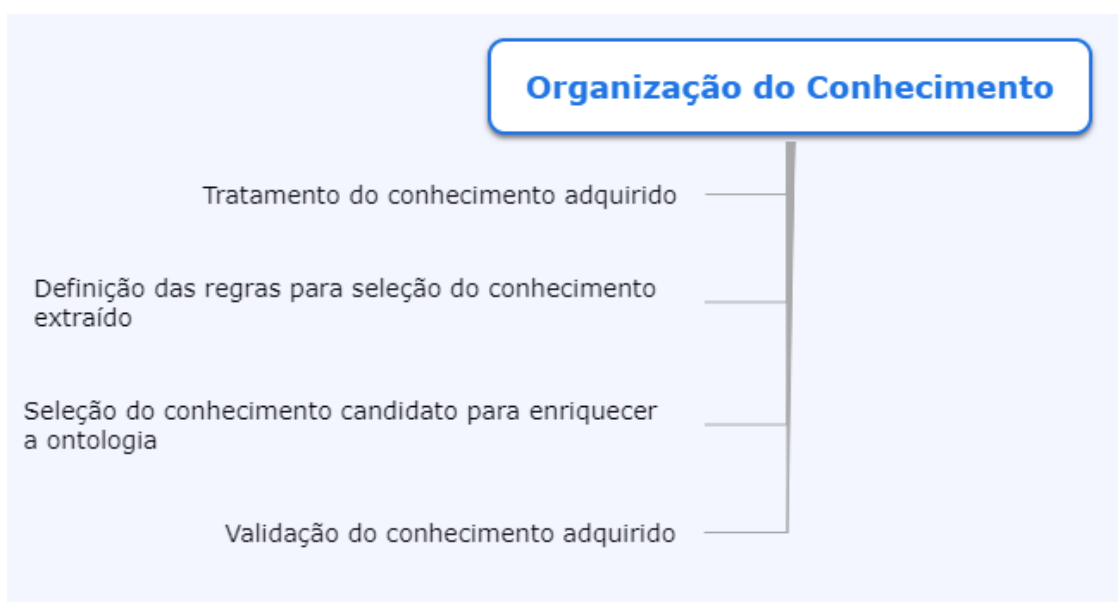 Organização do Conhecimento
Tratamento do conhecimento adquirido
Definição das regras para seleção do conhecimento
extraído
Seleção do conhecimento candidato para enriquecer
a ontologia
Validação do conhecimento adquirido